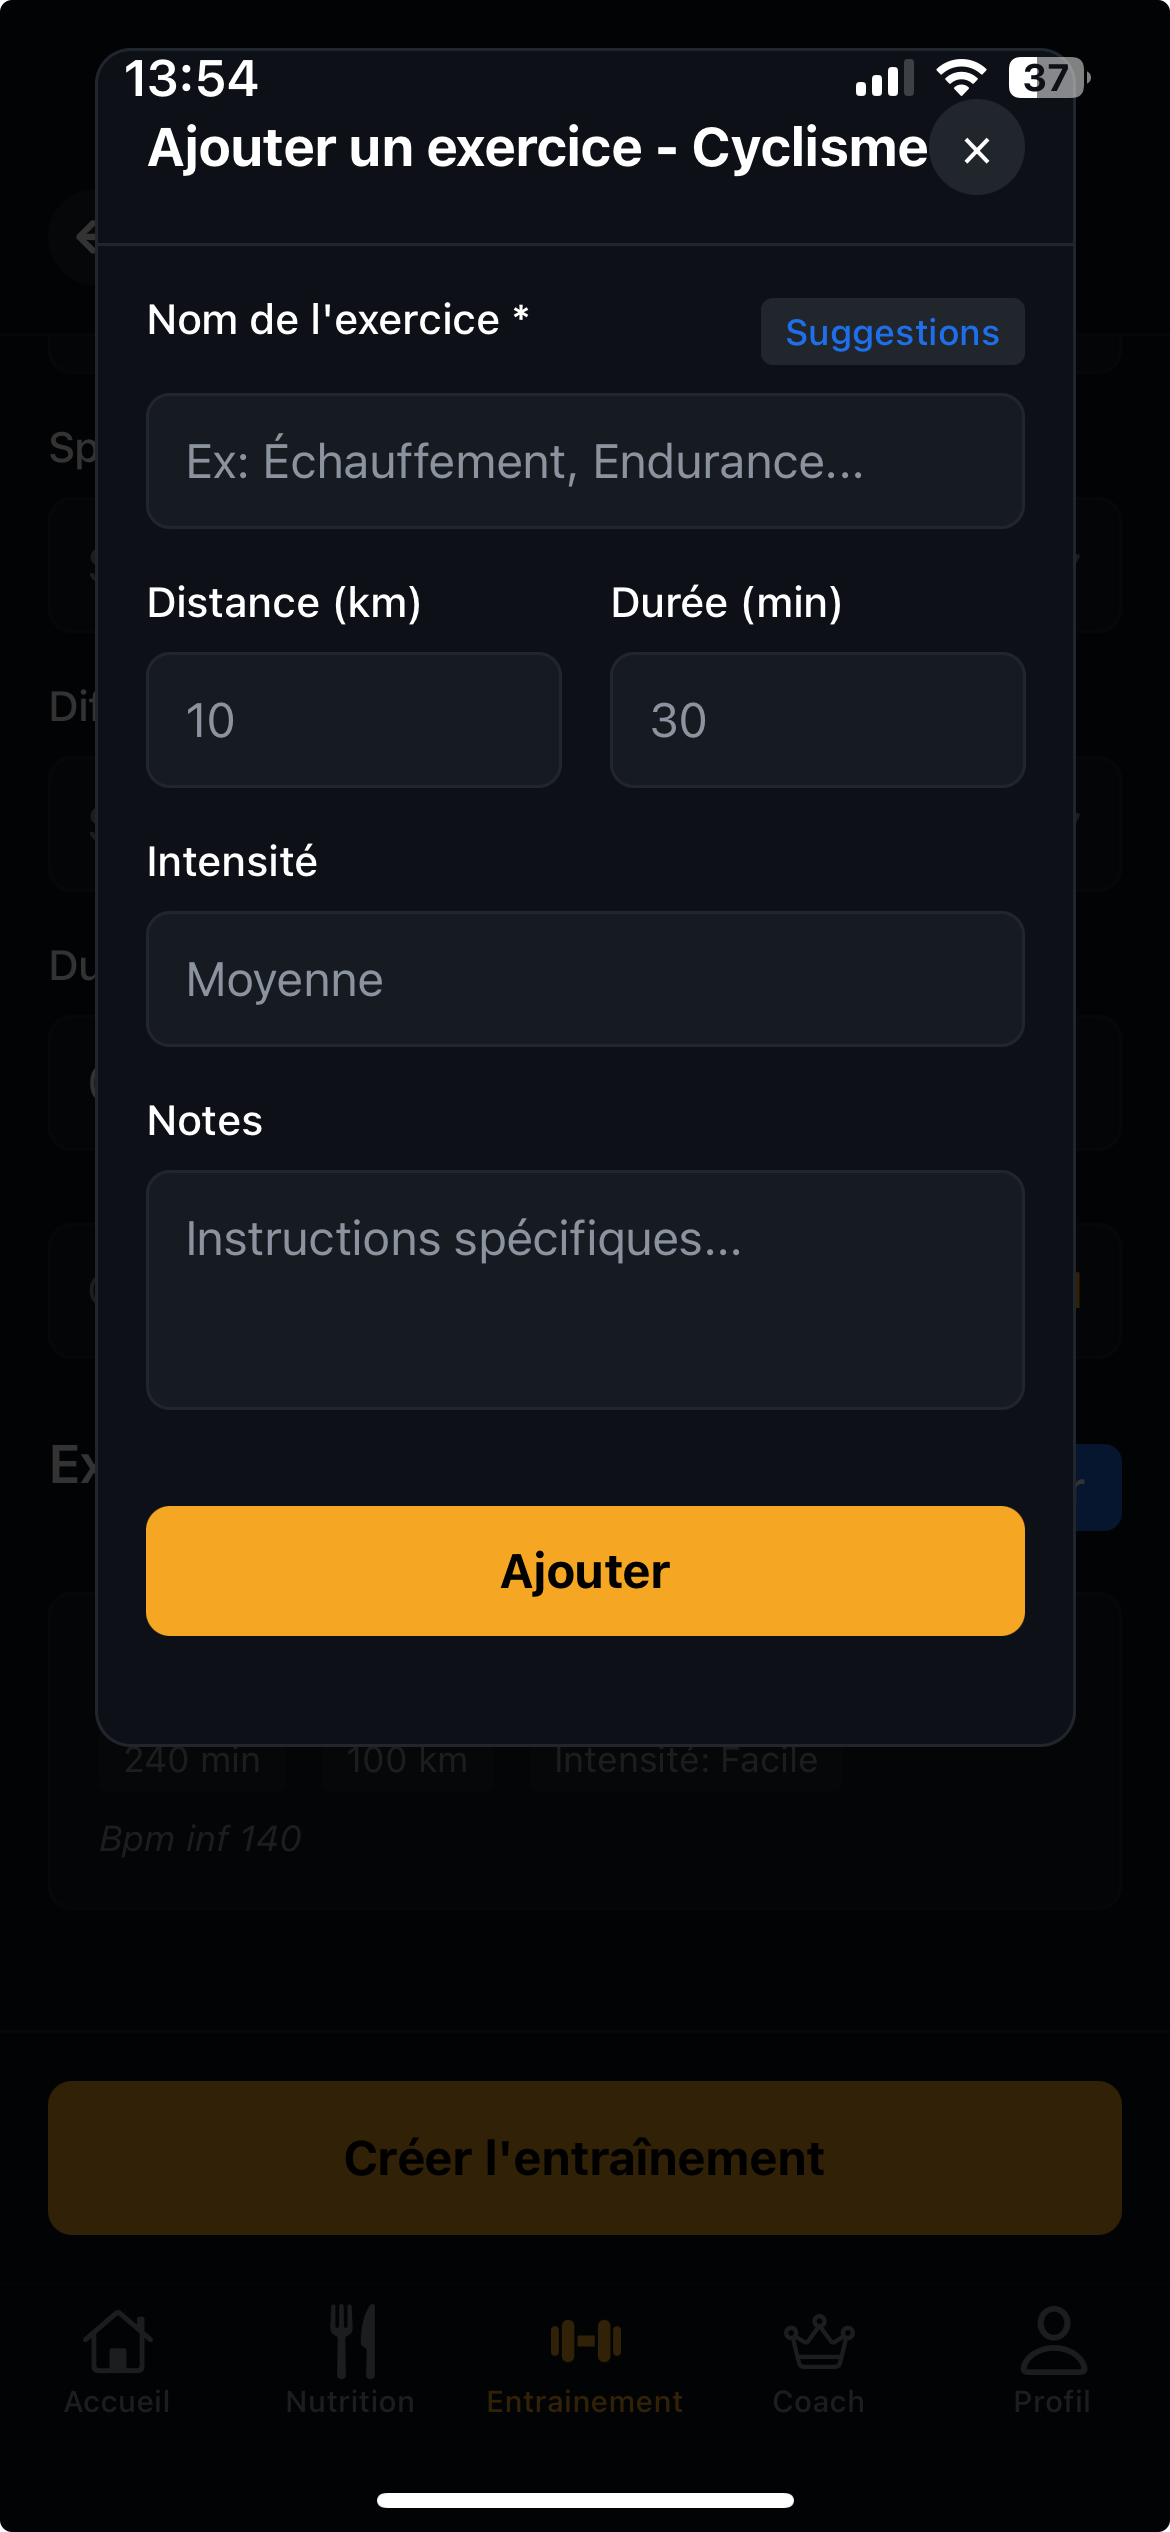 13:54
37
Ajouter un exercice - Cyclisme ×
Nom de l'exercice *
Suggestions
Ex: Échauffement, Endurance...
Distance (km) Durée (min)
10 30
Intensité
Moyenne
Notes
Instructions spécifiques...
Ajouter
240 min 100 km Intensité: Facile
Bpm inf 140
Créer l'entraînement
Accueil Nutrition Entrainement Coach Profil